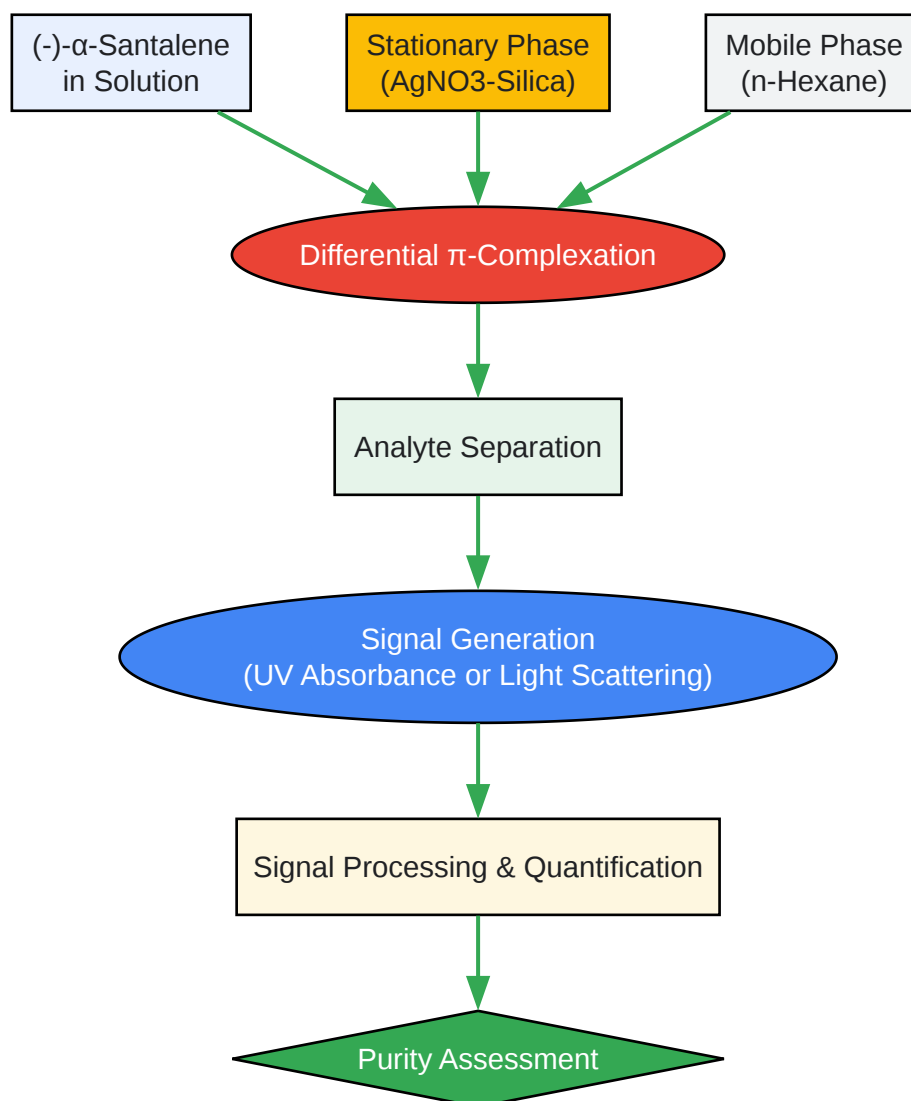 (-)-α-Santalene
in Solution
Stationary Phase
(AgNO3-Silica)
Mobile Phase
(n-Hexane)
Differential π-Complexation
Analyte Separation
Signal Generation
(UV Absorbance or Light Scattering)
Signal Processing & Quantification
Purity Assessment